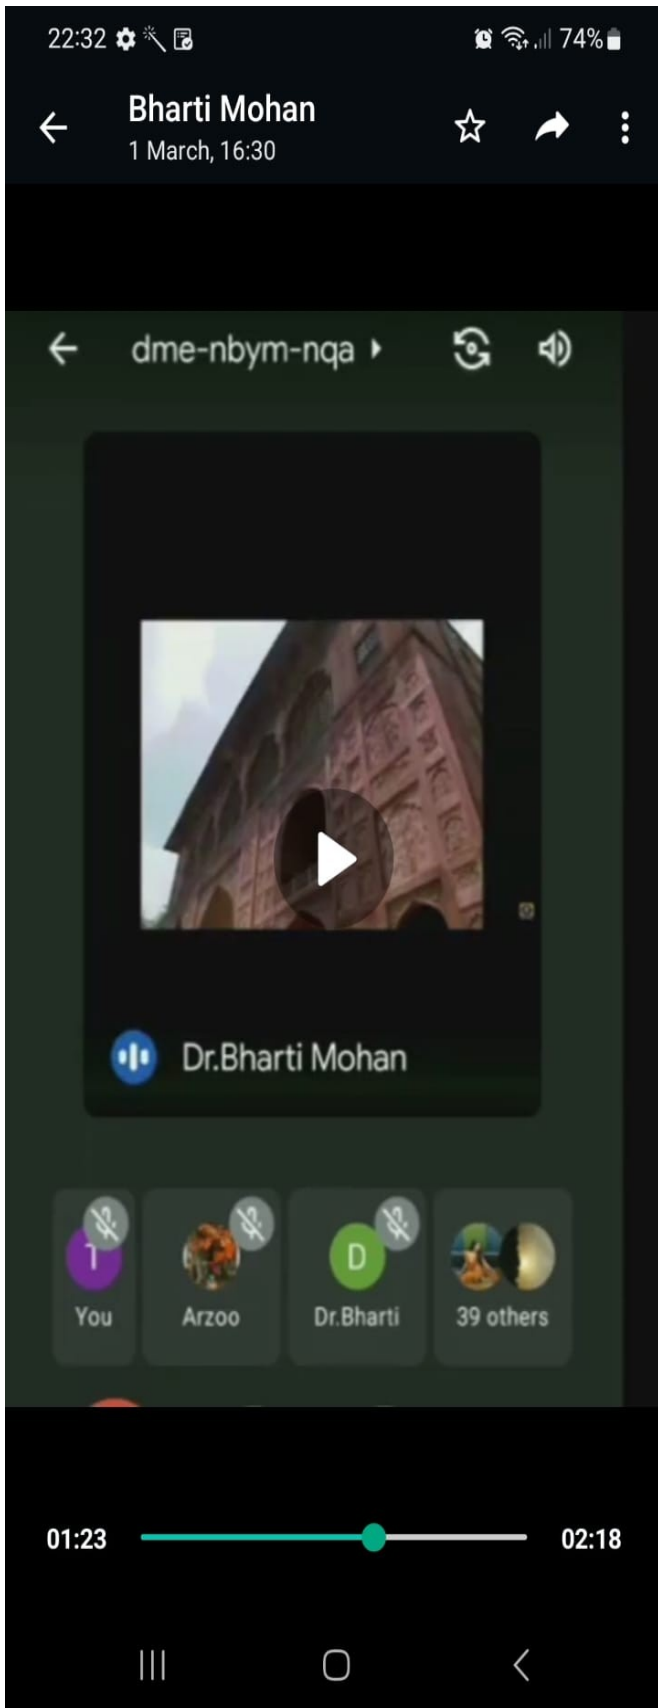 22:32 74%
Bharti Mohan
1 March, 16:30
dme-nbym-nqa
Dr.Bharti Mohan
1 D
You Arzoo Dr.Bharti 39 others
01:23 02:18